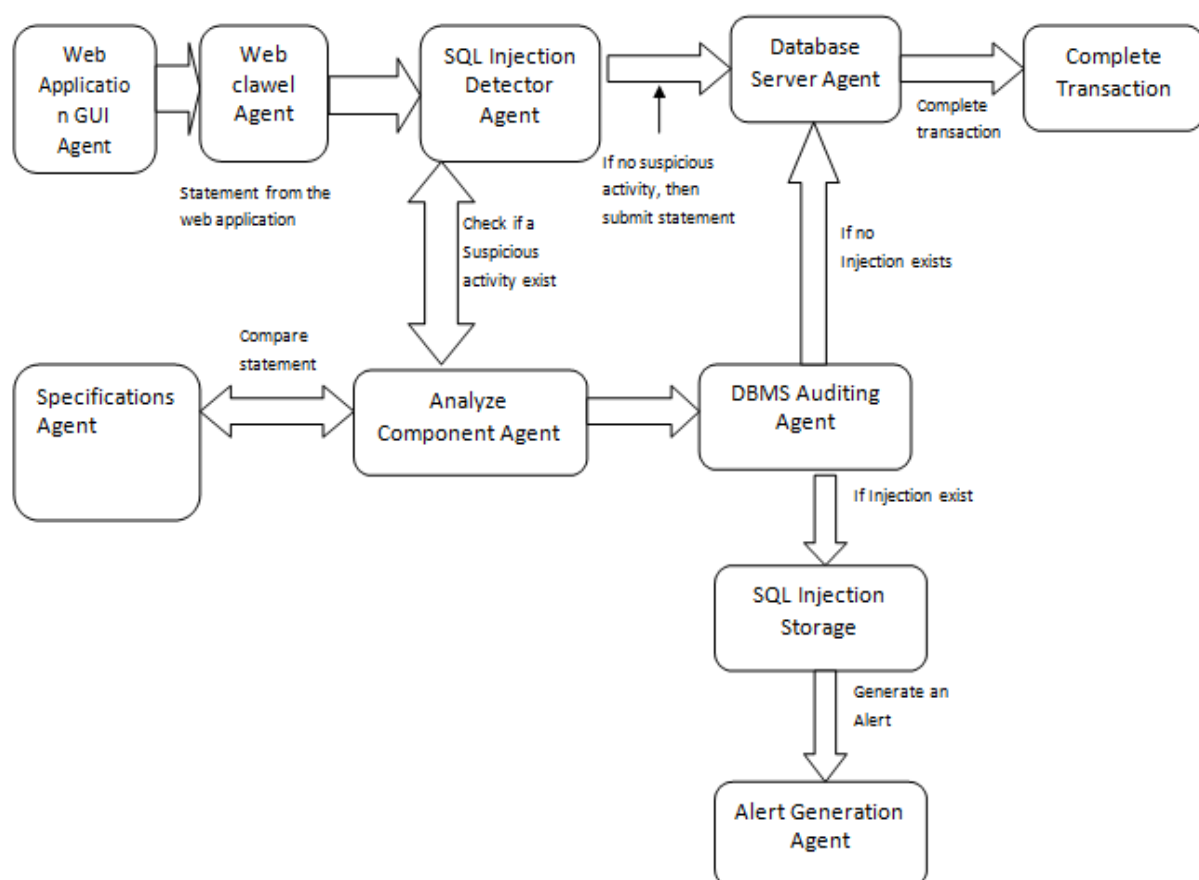 Web
Applicatio
n GUI
Agent
Web
clawel
Agent
SQL Injection
Detector
Agent
Database
Server Agent
Complete
Transaction
Complete
transaction
Statement from the
web application
If no suspicious
activity, then
submit statement
Check if a
Suspicious
activity exist
If no
Injection exists
Compare
statement
Specifications
Agent
Analyze
Component Agent
DBMS Auditing
Agent
If Injection exist
SQL Injection
Storage
Generate an
Alert
Alert Generation
Agent